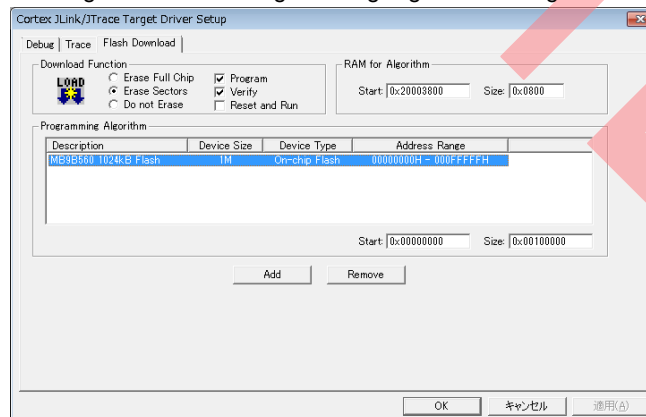 Cortex JLink/JTrace Target Driver Setup
Debug | Trace | Flash Download |
Download Function
LOAD
Erase Full Chip
Erase Sectors
Do not Erase
Program
Verify
Reset and Run
RAM for Algorithm
Start: 0x20003800 Size: 0x0800
Programming Algorithm
Description Device Size Device Type Address Range
MB9B560 1024kB Flash 1M On-chip Flash 00000000H - 000FFFFFH
Start: 0x00000000 Size: 0x00100000
Add Remove
OK キャンセル 適用(A)